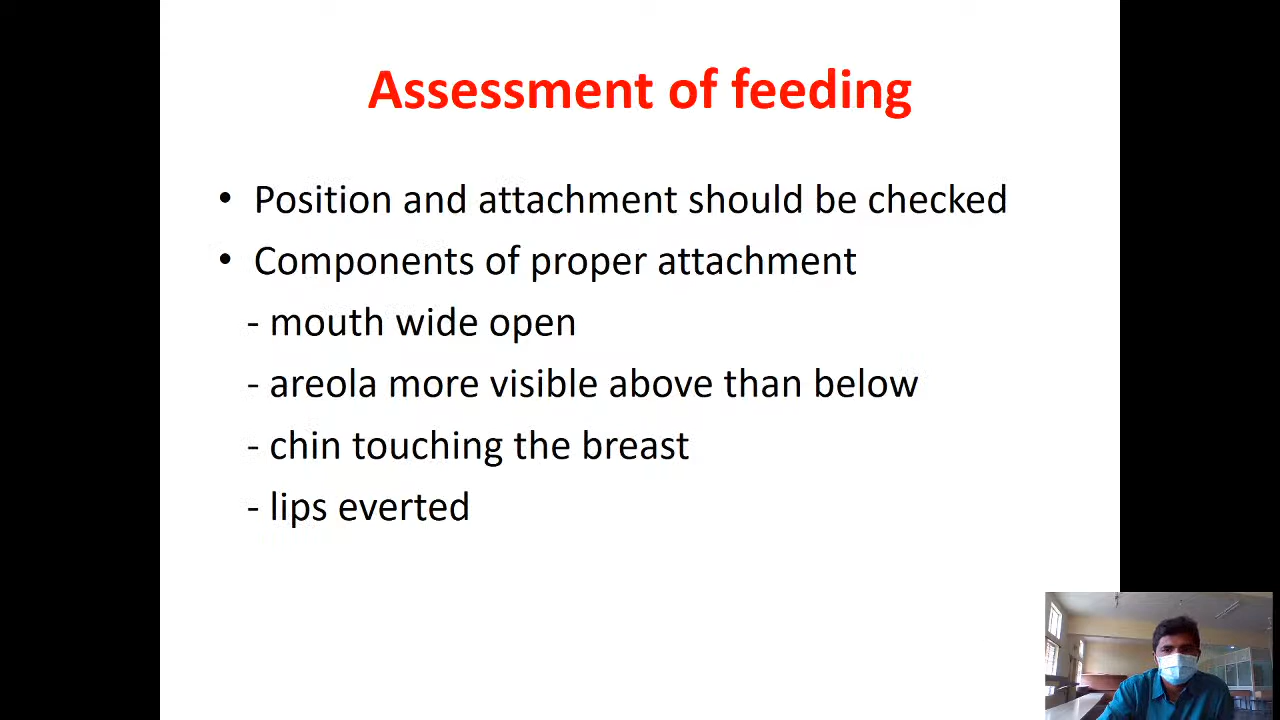 Assessment of feeding
• Position and attachment should be checked
• Components of proper attachment
- mouth wide open
- areola more visible above than below
- chin touching the breast
- lips everted